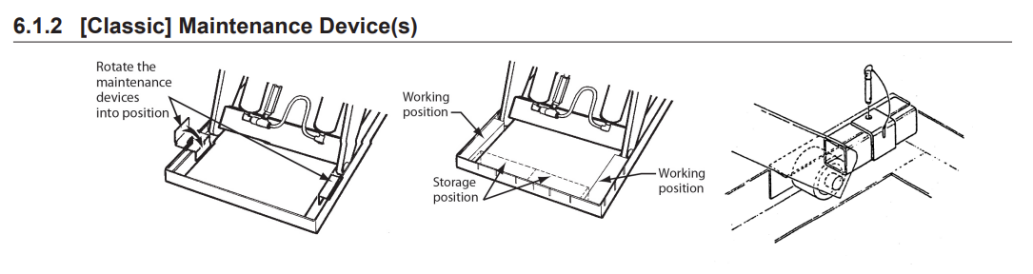 6.1.2 [Classic] Maintenance Device(s)
Rotate the
maintenance
devices
into position
Working
position
Storage
position
Working
position